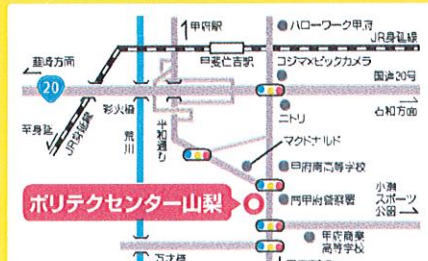 ↑甲府駅
ハローワーク甲府
JR身延線
韮崎方面
甲斐住吉駅
コジマ×ビックカメラ
国道20号
20
彩火橋
ニトリ
石和方面
至身延
JR身延線
荒川
平和通り
マクドナルド
甲府南高等学校
ポリテクセンター山梨
南甲府警察署
小瀬
スポーツ
公園→
甲府商業
高等学校
万才橋